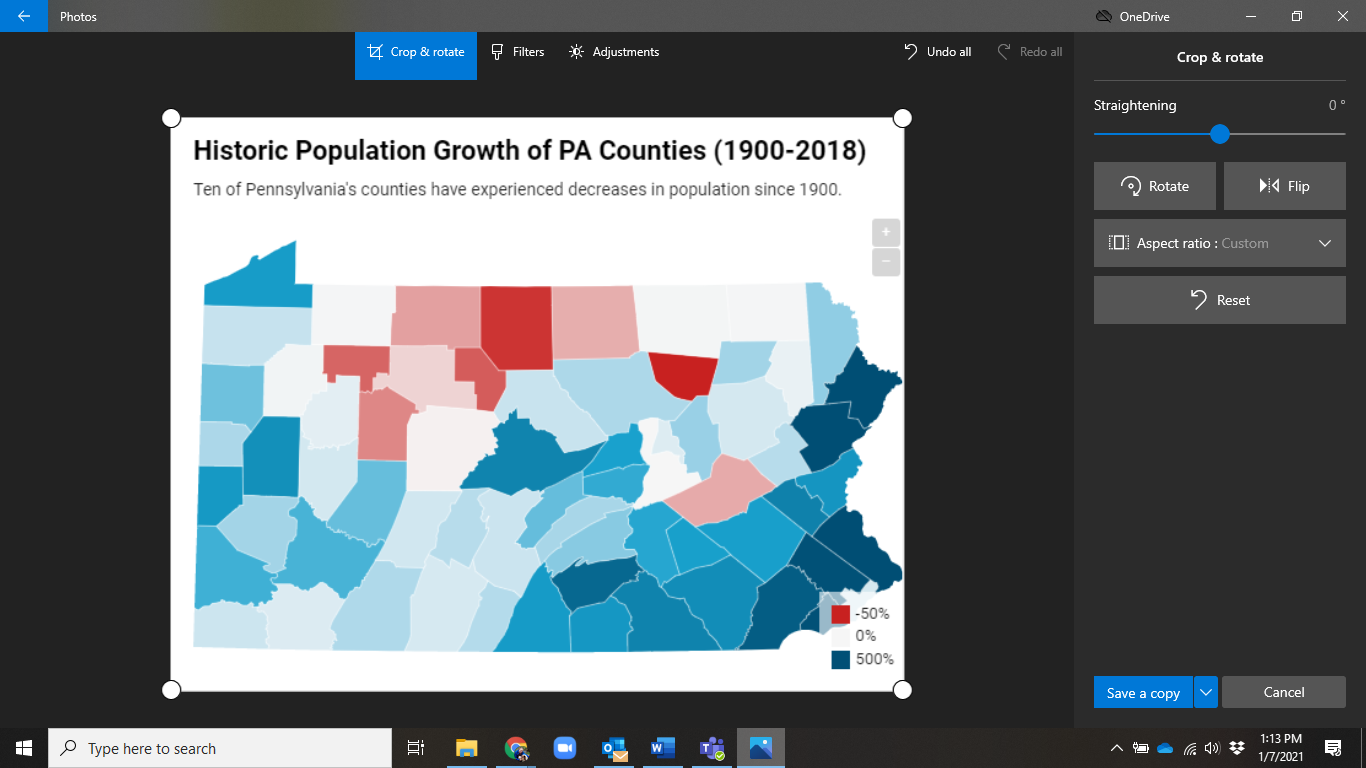 Photos
OneDrive
Crop & rotate
Filters
Adjustments
Undo all
Redo all
Crop & rotate
Straightening
0 °
Rotate
Flip
Aspect ratio : Custom
Reset
Historic Population Growth of PA Counties (1900-2018)
Ten of Pennsylvania's counties have experienced decreases in population since 1900.
+
−
-50%
0%
500%
Save a copy
Cancel
Type here to search
1:13 PM
1/7/2021